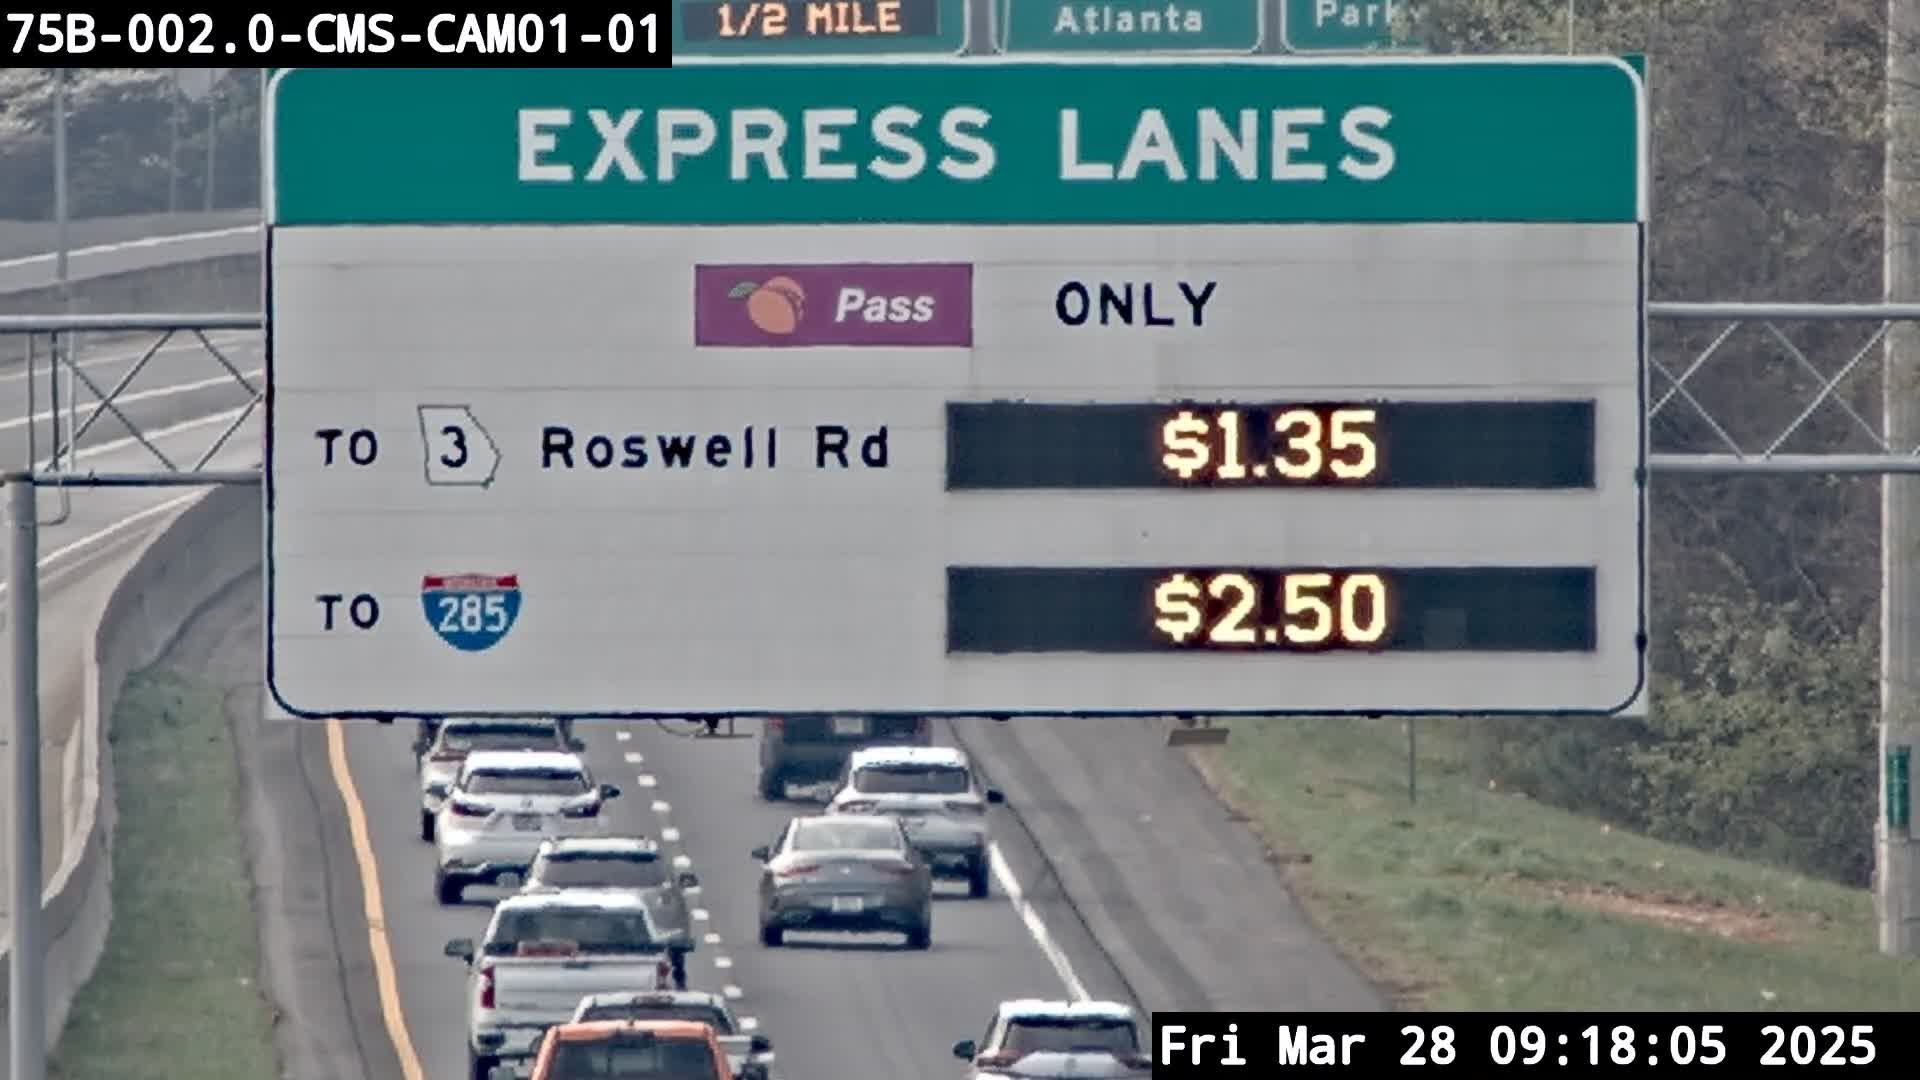 75B-002.0-CMS-CAM01-01
1/2 MILE
Atlanta
EXPRESS LANES
Pass ONLY
TO 3 Roswell Rd $1.35
TO 285 $2.50
Fri Mar 28 09:18:05 2025